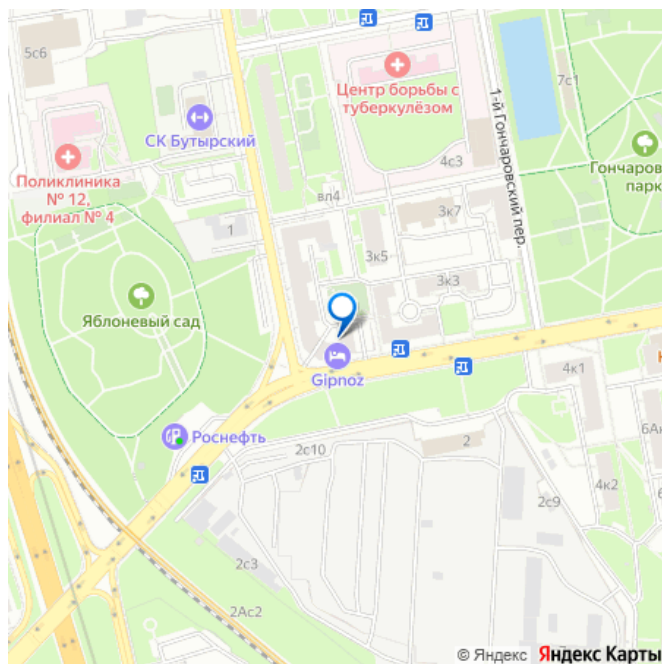 5с6
Центр борьбы с
туберкулёзом
7с1
СК Бутырский
1-й Гончаровский пер.
Гончаров
парк
Поликлиника
№ 12,
филиал № 4
4с3
вл4
3к7
1
3к5
3к3
Яблоневый сад
Gipnoz
4к1
Роснефть
2с10
2
6Ак
4к2
2с9
2с3
2Ас2
© Яндекс
Яндекс Карты